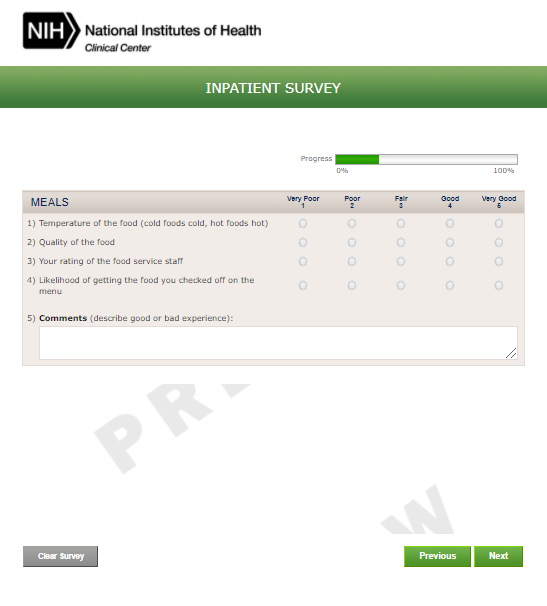 NIH National Institutes of Health
Clinical Center
INPATIENT SURVEY
Progress
0% 100%
MEALS Very Poor Poor Fair Good Very Good
1 2 3 4 5
1) Temperature of the food (cold foods cold, hot foods hot)
2) Quality of the food
3) Your rating of the food service staff
4) Likelihood of getting the food you checked off on the
menu
5) Comments (describe good or bad experience):
PRE
W
Clear Survey Previous Next